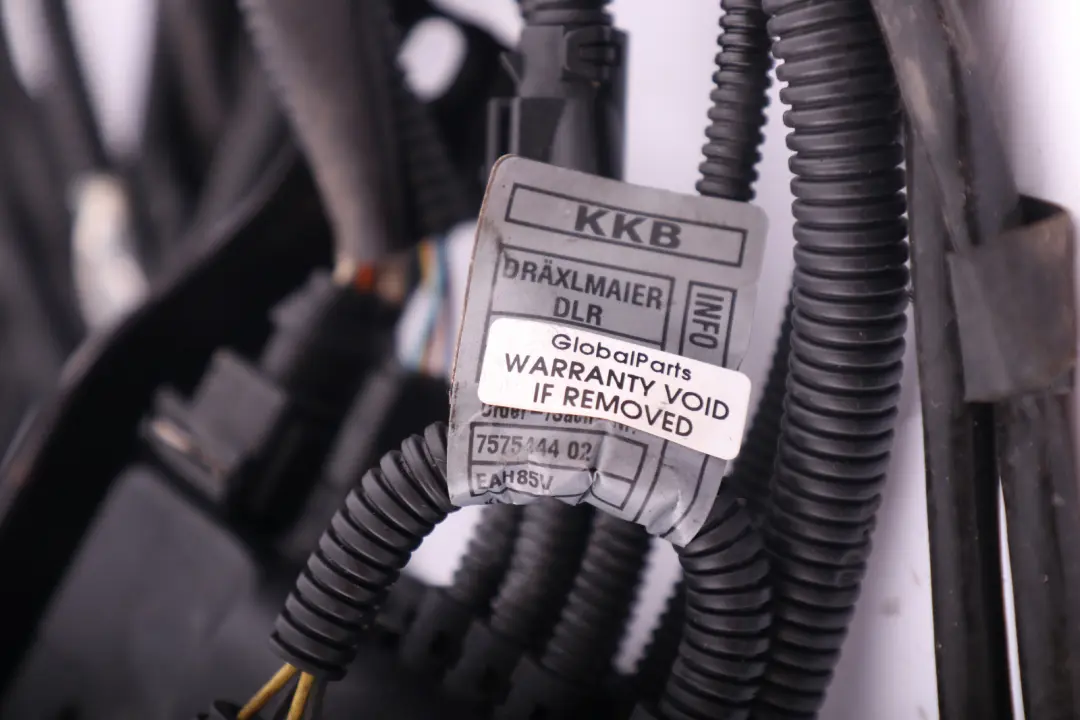 KKB
DRÄXLMAIER
DLR
INFO
GlobalParts
WARRANTY VOID
IF REMOVED
7575444 02
EAH85V